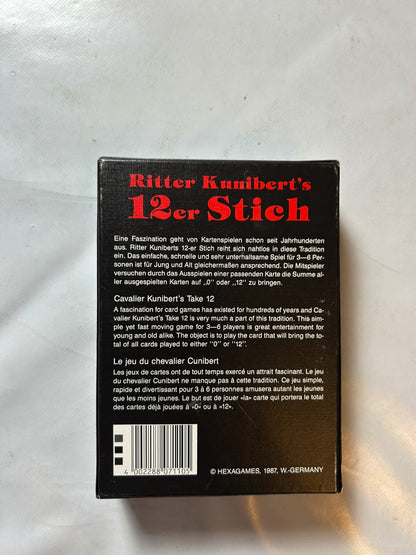 Ritter Kunibert's
12er Stich
Eine Faszination geht von Kartenspielen schon seit Jahrhunderten
aus. Ritter Kuniberts 12-er Stich reiht sich nahtlos in diese Tradition
ein. Das einfache, schnelle und sehr unterhaltsame Spiel für 3—6 Per-
sonen ist für Jung und Alt gleichermaßen ansprechend. Die Mitspieler
versuchen durch das Ausspielen einer passenden Karte die Summe al-
ler ausgespielten Karten auf „0'' oder „12'' zu bringen.
Cavalier Kunibert's Take 12
A fascination for card games has existed for hundreds of years and Ca-
valier Kunibert's Take 12 is very much a part of this tradition. This sim-
ple yet fast moving game for 3—6 players is great entertainment for
young and old alike. The object is to play the card that will bring the
total of all cards played to either ''0'' or ''12''.
Le jeu du chevalier Cunibert
Les jeux de cartes ont de tout temps exercé un attrait fascinant. Le jeu
du chevalier Cunibert ne manque pas à cette tradition. Ce jeu simple,
rapide et divertissant pour 3 à 6 personnes amusera autant les jeunes
que les moins jeunes. Le but est de jouer «la» carte qui portera le total
des cartes déjà jouées à «0» ou à «12».
4 002288 071105
© HEXAGAMES, 1987, W.-GERMANY